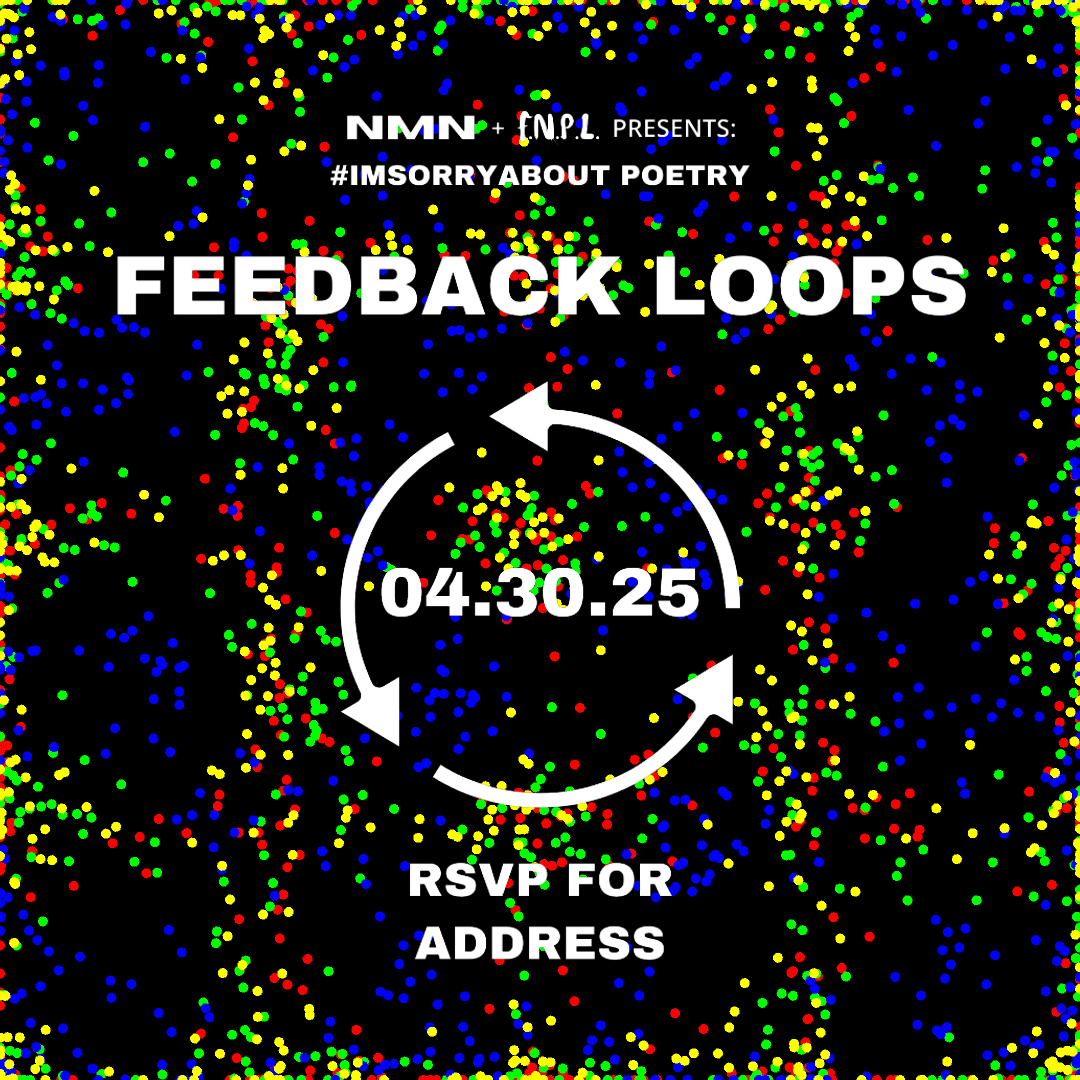 NMN + F.N.P.L. PRESENTS:
#IMSORRYABOUT POETRY
FEEDBACK LOOPS
04.30.25
RSVP FOR
ADDRESS